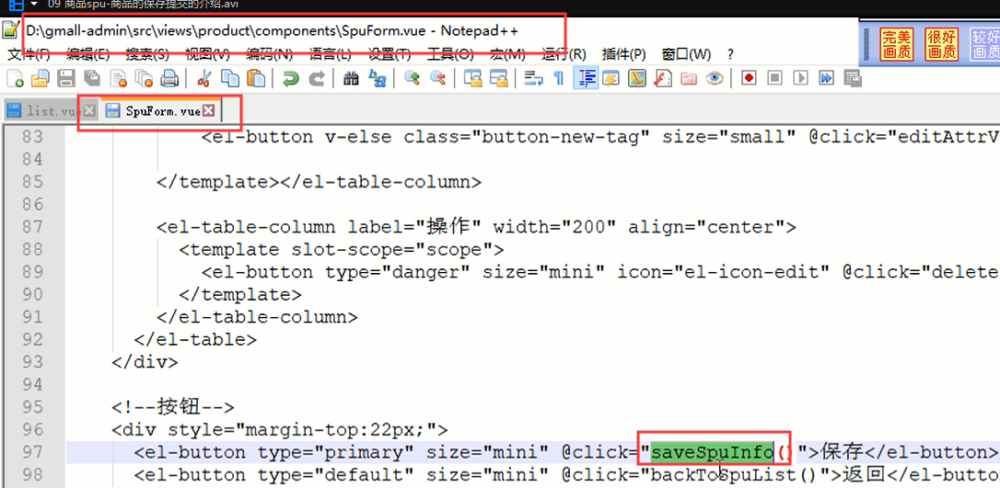 09 商品spu-商品的保存提交的介绍.avi
D:\gmall-admin\src\views\product\components\SpuForm.vue - Notepad++
文件(F) 编辑(E) 搜索(S) 视图(V) 编码(N) 语言(L) 设置(T) 工具(O) 宏(M) 运行(R) 插件(P) 窗口(W) ?
完美画质 很好画质 较好画质
list.vue SpuForm.vue
83 <el-button v-else class="button-new-tag" size="small" @click="editAttrV
84
85 </template></el-table-column>
86
87 <el-table-column label="操作" width="200" align="center">
88 <template slot-scope="scope">
89 <el-button type="danger" size="mini" icon="el-icon-edit" @click="delete
90 </template>
91 </el-table-column>
92 </el-table>
93 </div>
94
95 <!--按钮-->
96 <div style="margin-top:22px;">
97 <el-button type="primary" size="mini" @click="saveSpuInfo()">保存</el-button>
98 <el-button type="default" size="mini" @click="backToSpuList()">返回</el-butto